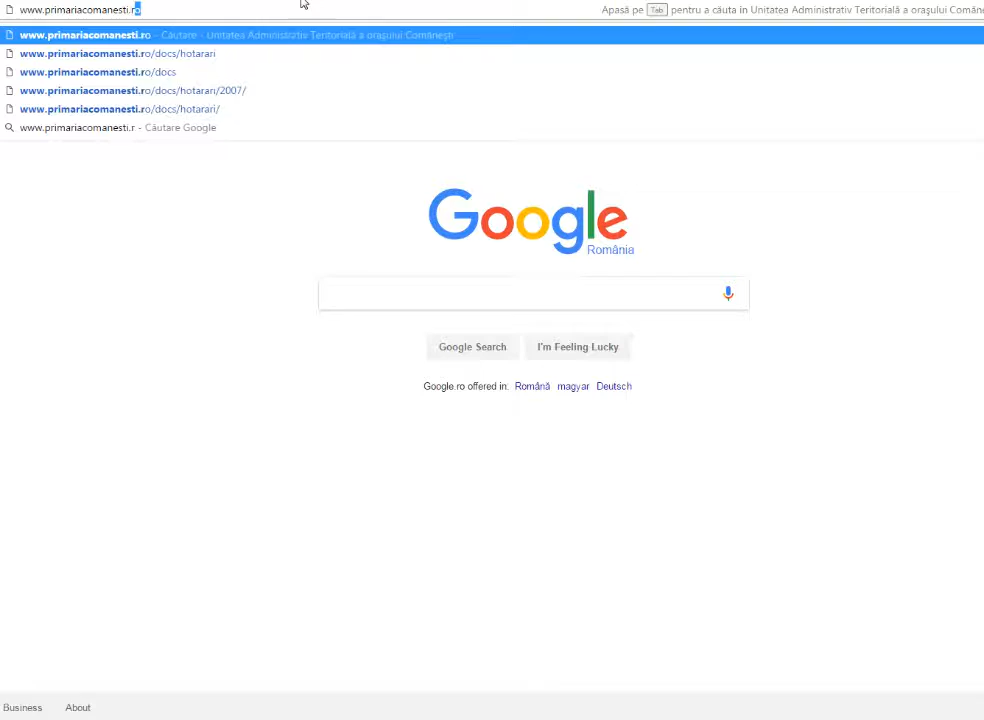 www.primariacomanesti.ro
Apasă pe Tab pentru a căuta în Unitatea Administrativ Teritorială a oraşului Comăne
www.primariacomanesti.ro - Căutare - Unitatea Administrativ Teritorială a oraşului Comăneşti
www.primariacomanesti.ro/docs/hotarari
www.primariacomanesti.ro/docs
www.primariacomanesti.ro/docs/hotarari/2007/
www.primariacomanesti.ro/docs/hotarari/
www.primariacomanesti.r - Căutare Google
Google
România
Google Search
I'm Feeling Lucky
Google.ro offered in: Română magyar Deutsch
Business About